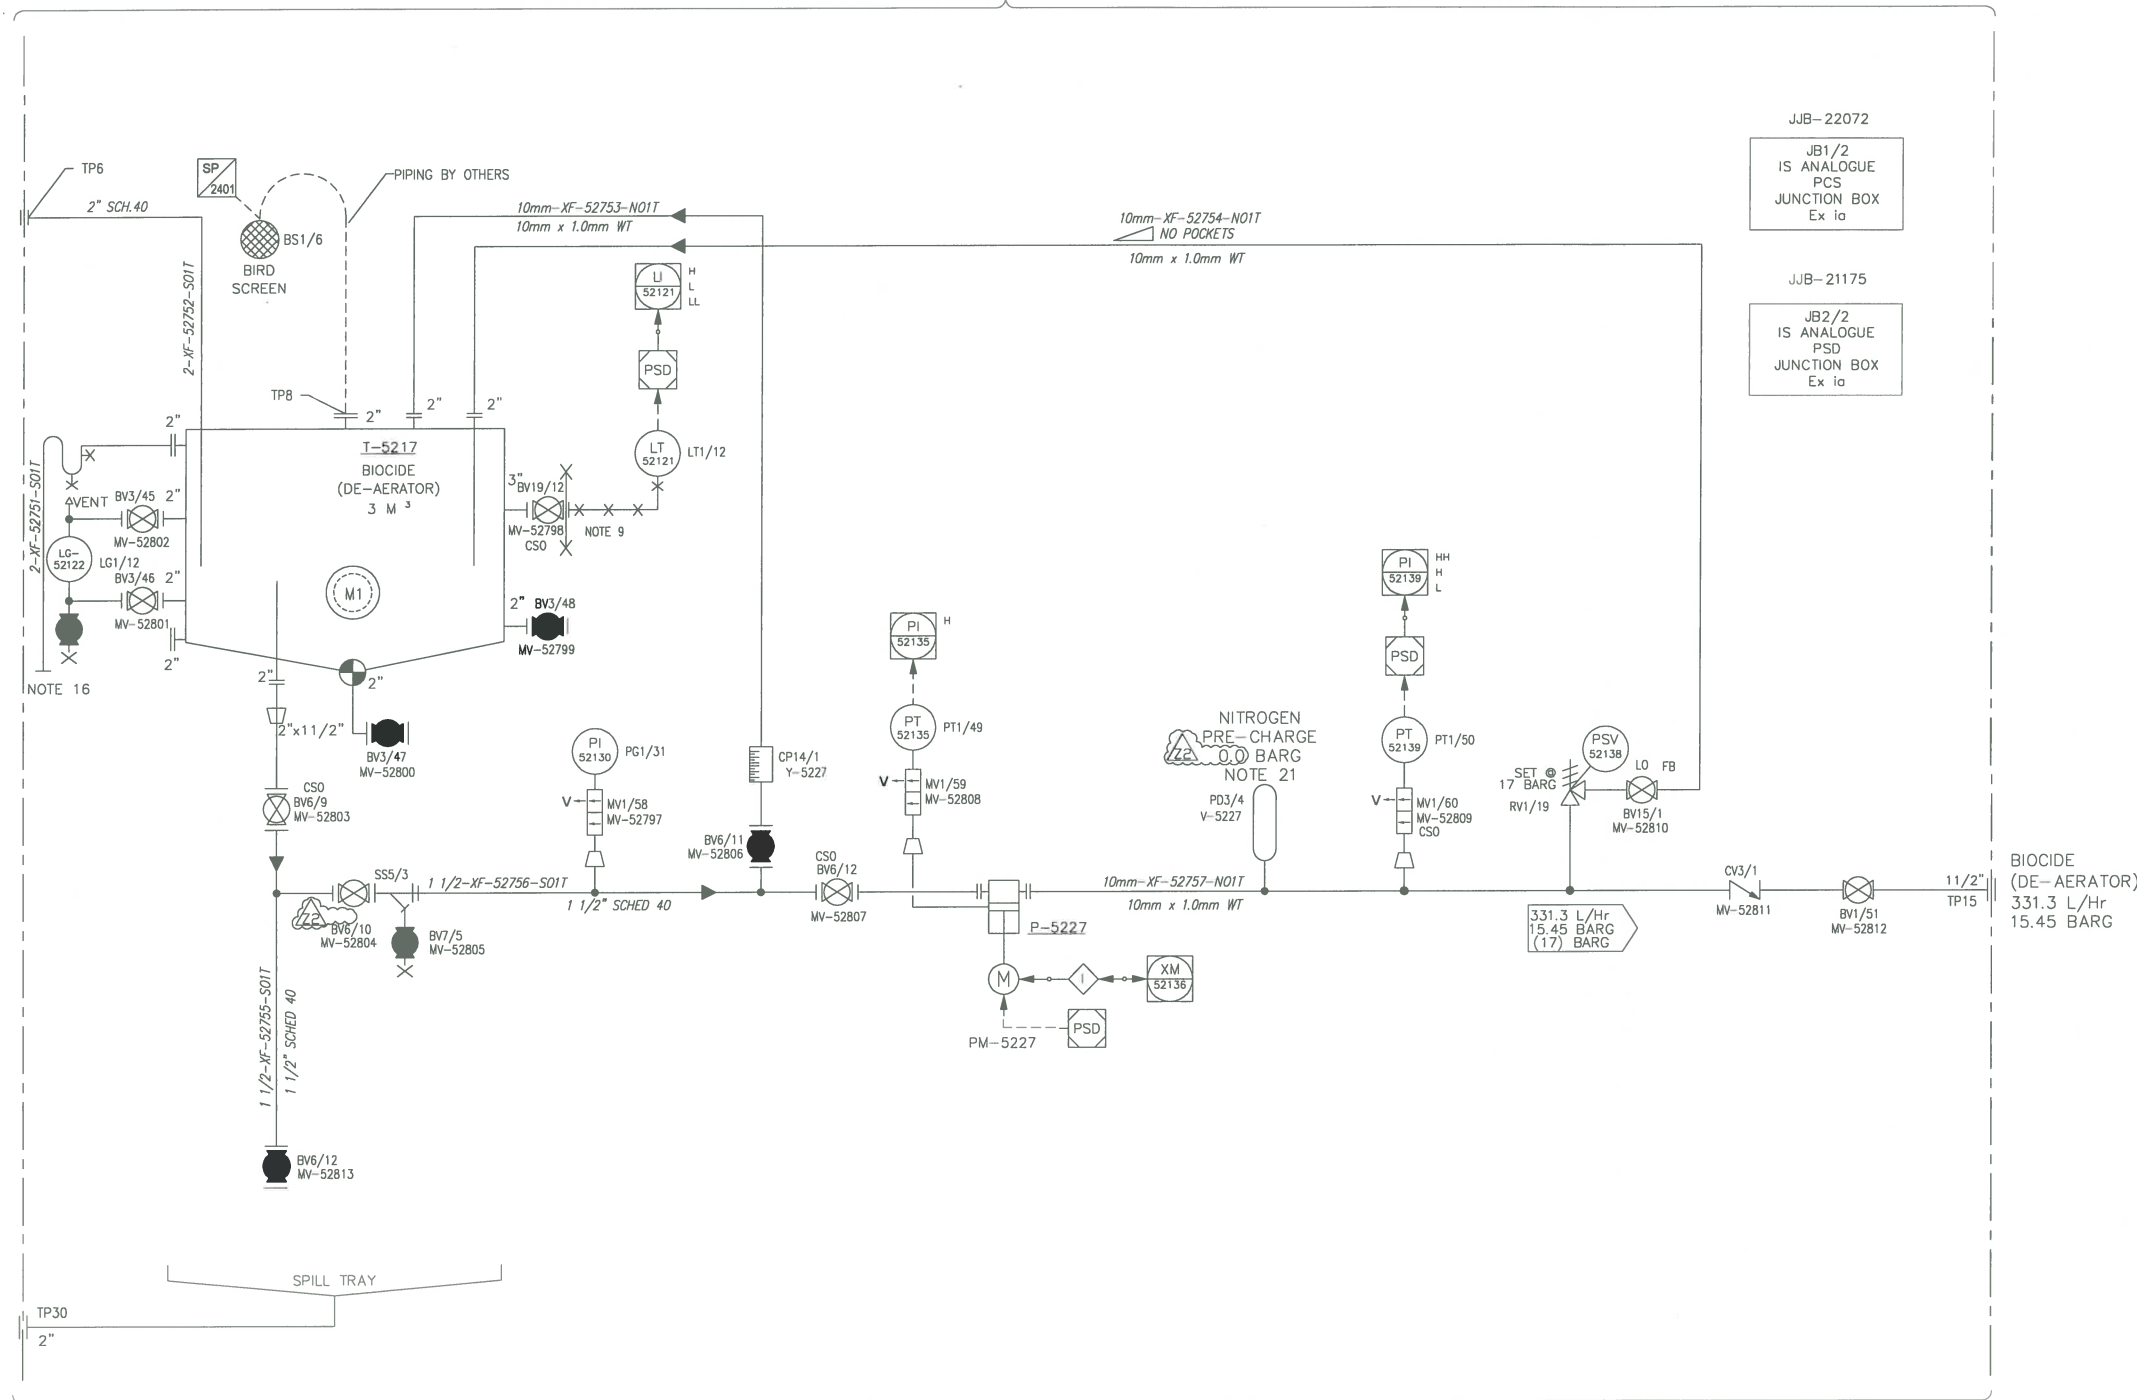 JJB-22072
JB1/2
IS ANALOGUE
PCS
JUNCTION BOX
Ex ia
JJB-21175
JB2/2
IS ANALOGUE
PSD
JUNCTION BOX
Ex ia
TP6
2" SCH.40
2-XF-52752-S01T
SP
2401
BS1/6
BIRD
SCREEN
PIPING BY OTHERS
10mm-XF-52753-N01T
10mm x 1.0mm WT
10mm-XF-52754-N01T
NO POCKETS
10mm x 1.0mm WT
LI
52121
H
L
LL
PSD
LT
52121
LT1/12
TP8
2"
2"
2"
2"
T-5217
BIOCIDE
(DE-AERATOR)
3 M ³
2-XF-52751-S01T
VENT
BV3/45
2"
MV-52802
LG-
52122
LG1/12
BV3/46
2"
MV-52801
2"
NOTE 16
M1
3"
BV19/12
MV-52798
CSO
NOTE 9
2"
BV3/48
MV-52799
2"
2"
2"x11/2"
BV3/47
MV-52800
CSO
BV6/9
MV-52803
SS5/3
Z2
BV6/10
MV-52804
BV7/5
MV-52805
1 1/2-XF-52756-S01T
1 1/2" SCHED 40
PI
52130
PG1/31
V
MV1/58
MV-52797
CP14/1
Y-5227
BV6/11
MV-52806
CSO
BV6/12
MV-52807
PI
52135
H
PT
52135
PT1/49
V
MV1/59
MV-52808
P-5227
M
I
XM
52136
PSD
PM-5227
10mm-XF-52757-N01T
10mm x 1.0mm WT
NITROGEN
PRE-CHARGE
Z2
0.0 BARG
NOTE 21
PD3/4
V-5227
PI
52139
HH
H
L
PSD
PT
52139
PT1/50
V
MV1/60
MV-52809
CSO
PSV
52138
SET @
17 BARG
RV1/19
LO FB
BV15/1
MV-52810
331.3 L/Hr
15.45 BARG
(17) BARG
CV3/1
MV-52811
BV1/51
MV-52812
11/2"
TP15
BIOCIDE
(DE-AERATOR)
331.3 L/Hr
15.45 BARG
1 1/2-XF-52755-S01T
1 1/2" SCHED 40
BV6/12
MV-52813
SPILL TRAY
TP30
2"